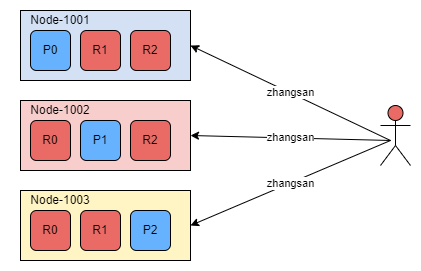 Node-1001
P0 R1 R2
zhangsan
Node-1002
R0 P1 R2
zhangsan
zhangsan
Node-1003
R0 R1 P2